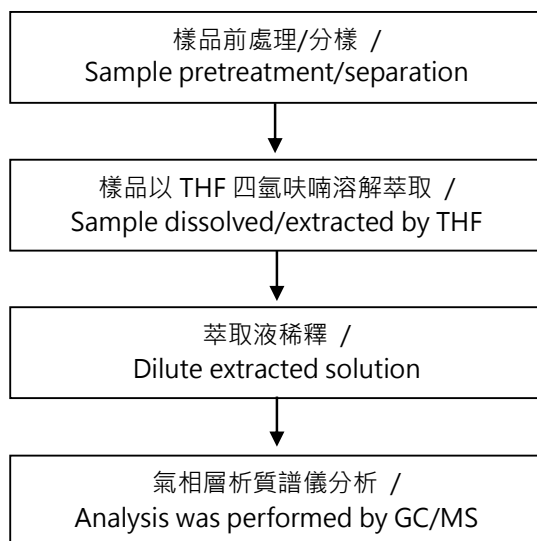 樣品前處理/分樣 /
Sample pretreatment/separation
樣品以 THF 四氫呋喃溶解萃取 /
Sample dissolved/extracted by THF
萃取液稀釋 /
Dilute extracted solution
氣相層析質譜儀分析 /
Analysis was performed by GC/MS